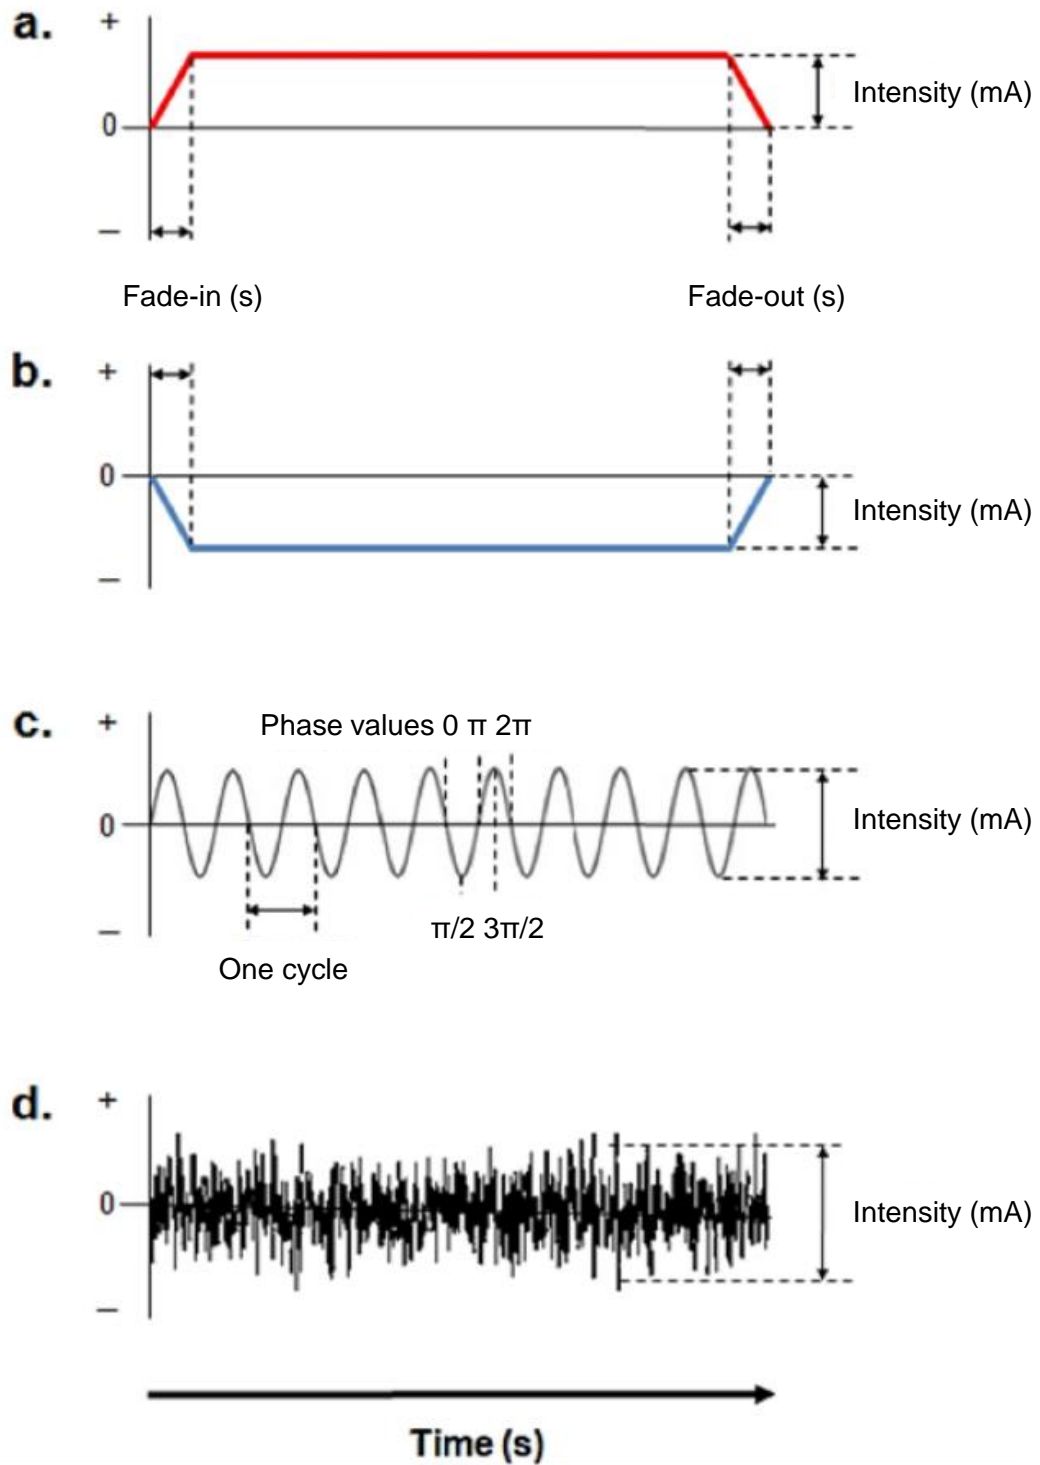 a.
+
Intensity (mA)
0
–
Fade-in (s) Fade-out (s)
b.
+
0
Intensity (mA)
–
c.
+
Phase values 0 π 2π
0
Intensity (mA)
–
π/2 3π/2
One cycle
d.
+
0
Intensity (mA)
–
Time (s)